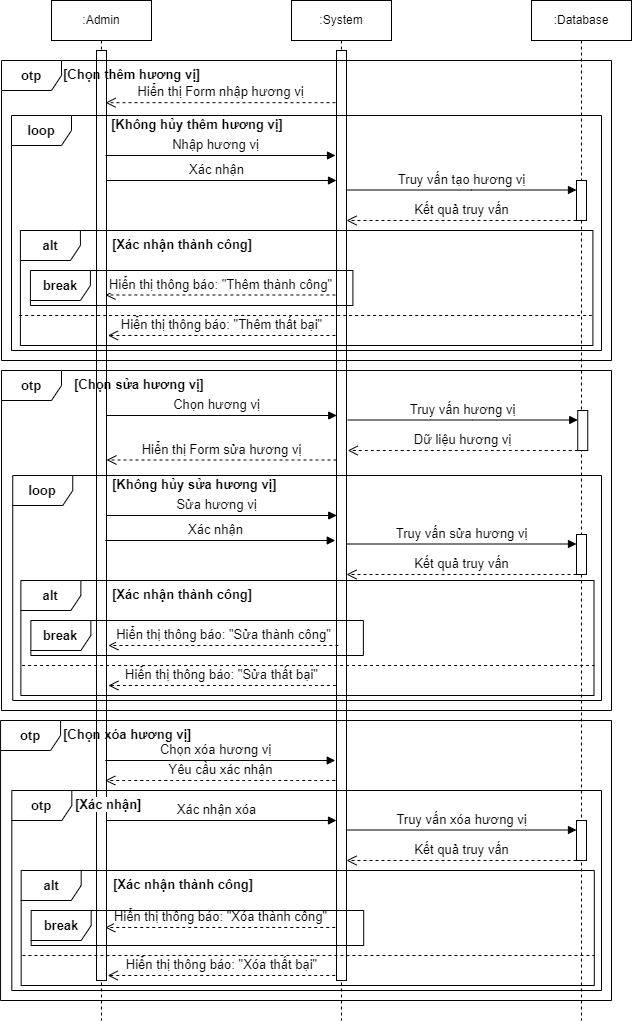 :Admin
:System
:Database
otp
[Chọn thêm hương vị]
Hiển thị Form nhập hương vị
loop
[Không hủy thêm hương vị]
Nhập hương vị
Xác nhận
Truy vấn tạo hương vị
Kết quả truy vấn
alt
[Xác nhận thành công]
break
Hiển thị thông báo: "Thêm thành công"
Hiển thị thông báo: "Thêm thất bại"
otp
[Chọn sửa hương vị]
Chọn hương vị
Truy vấn hương vị
Dữ liệu hương vị
Hiển thị Form sửa hương vị
loop
[Không hủy sửa hương vị]
Sửa hương vị
Xác nhận
Truy vấn sửa hương vị
Kết quả truy vấn
alt
[Xác nhận thành công]
break
Hiển thị thông báo: "Sửa thành công"
Hiển thị thông báo: "Sửa thất bại"
otp
[Chọn xóa hương vị]
Chọn xóa hương vị
Yêu cầu xác nhận
otp
[Xác nhận]
Xác nhận xóa
Truy vấn xóa hương vị
Kết quả truy vấn
alt
[Xác nhận thành công]
break
Hiển thị thông báo: "Xóa thành công"
Hiển thị thông báo: "Xóa thất bại"